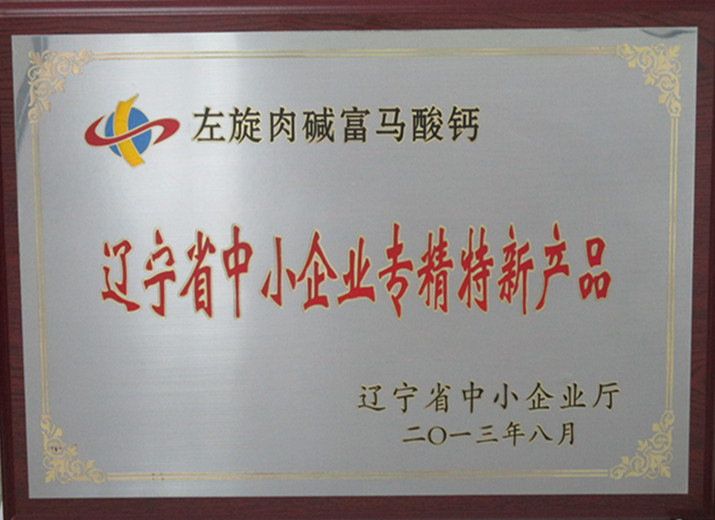 左旋肉碱富马酸钙
辽宁省中小企业专精特新产品
辽宁省中小企业厅
二〇一三年八月